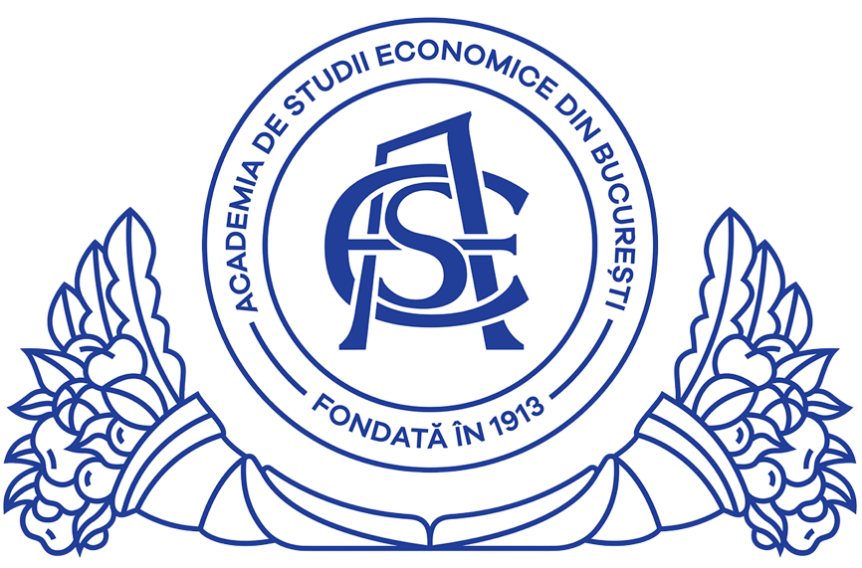 ACADEMIA DE STUDII ECONOMICE DIN BUCUREȘTI
ASE
FONDATĂ ÎN 1913